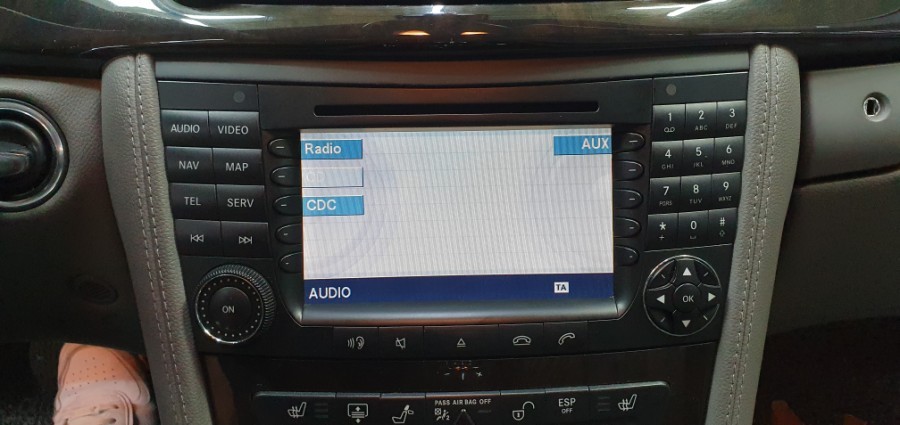 AUDIO VIDEO
NAV MAP
TEL SERV
ON
Radio
CD
CDC
AUX
AUDIO TA
1 2 ABC 3 DEF
4 GHI 5 JKL 6 MNO
7 PQRS 8 TUV 9 WXYZ
* 0 #
+
OK
PASS AIR BAG OFF
ESP
OFF